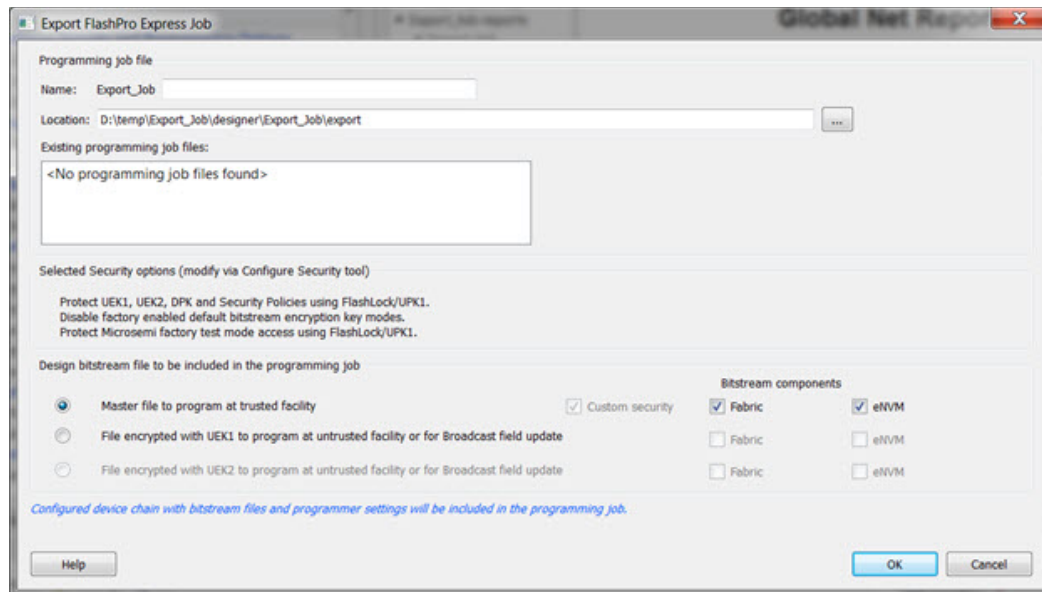 Export FlashPro Express Job
Global Net Repor
Programming job file
Name: Export_Job
Location: D:\temp\Export_Job\designer\Export_Job\export ...
Existing programming job files:
<No programming job files found>
Selected Security options (modify via Configure Security tool)
Protect UEK1, UEK2, DPK and Security Policies using FlashLock/UPK1.
Disable factory enabled default bitstream encryption key modes.
Protect Microsemi factory test mode access using FlashLock/UPK1.
Design bitstream file to be included in the programming job
Bitstream components
Master file to program at trusted facility Custom security Fabric eNVM
File encrypted with UEK1 to program at untrusted facility or for Broadcast field update Fabric eNVM
File encrypted with UEK2 to program at untrusted facility or for Broadcast field update Fabric eNVM
Configured device chain with bitstream files and programmer settings will be included in the programming job.
Help OK Cancel